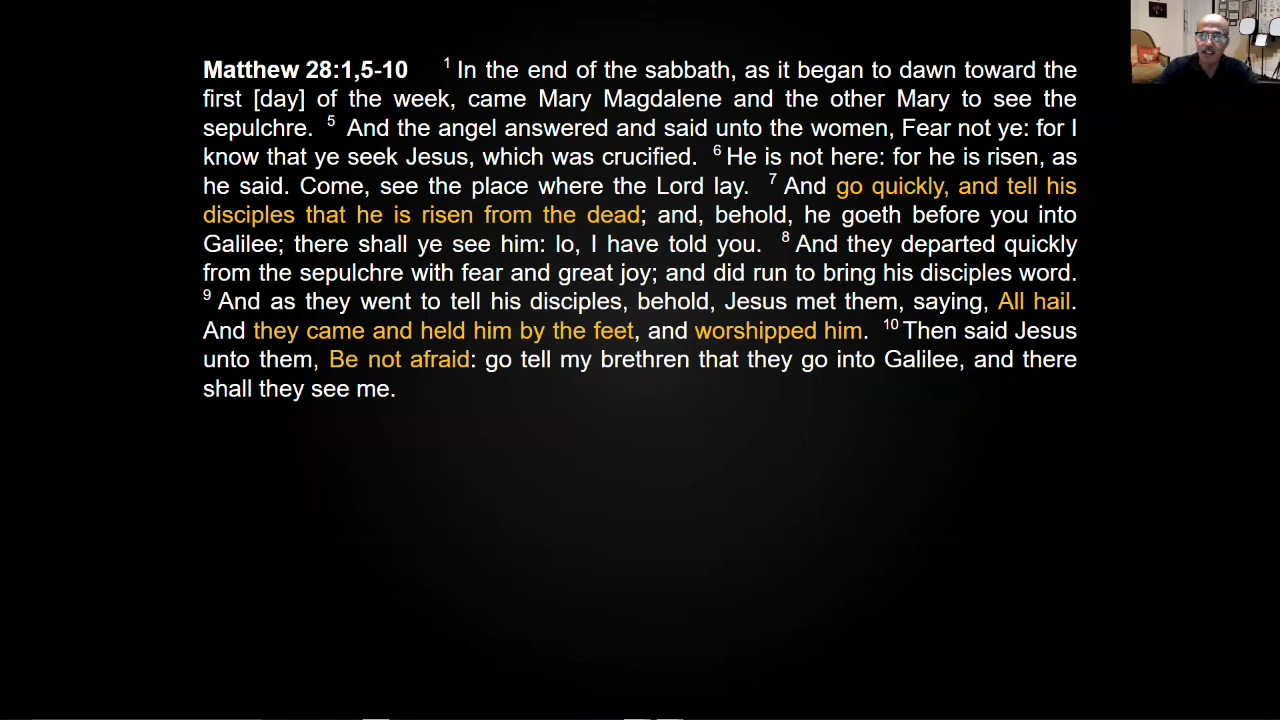 Matthew 28:1,5-10 1 In the end of the sabbath, as it began to dawn toward the
first [day] of the week, came Mary Magdalene and the other Mary to see the
sepulchre. 5 And the angel answered and said unto the women, Fear not ye: for I
know that ye seek Jesus, which was crucified. 6 He is not here: for he is risen, as
he said. Come, see the place where the Lord lay. 7 And go quickly, and tell his
disciples that he is risen from the dead; and, behold, he goeth before you into
Galilee; there shall ye see him: lo, I have told you. 8 And they departed quickly
from the sepulchre with fear and great joy; and did run to bring his disciples word.
9 And as they went to tell his disciples, behold, Jesus met them, saying, All hail.
And they came and held him by the feet, and worshipped him. 10 Then said Jesus
unto them, Be not afraid: go tell my brethren that they go into Galilee, and there
shall they see me.